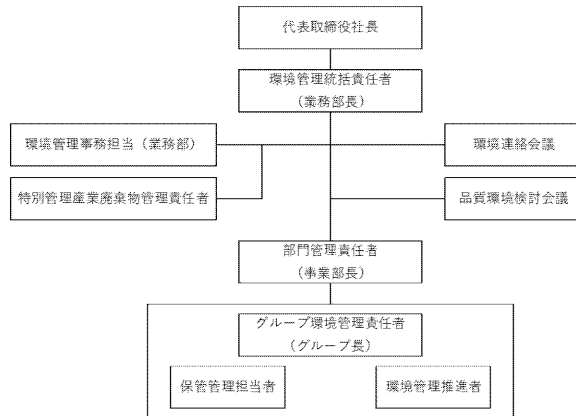 代表取締役社長
環境管理統括責任者
（業務部長）
環境管理事務担当（業務部）
環境連絡会議
特別管理産業廃棄物管理責任者
品質環境検討会議
部門管理責任者
（事業部長）
グループ環境管理責任者
（グループ長）
保管管理担当者
環境管理推進者